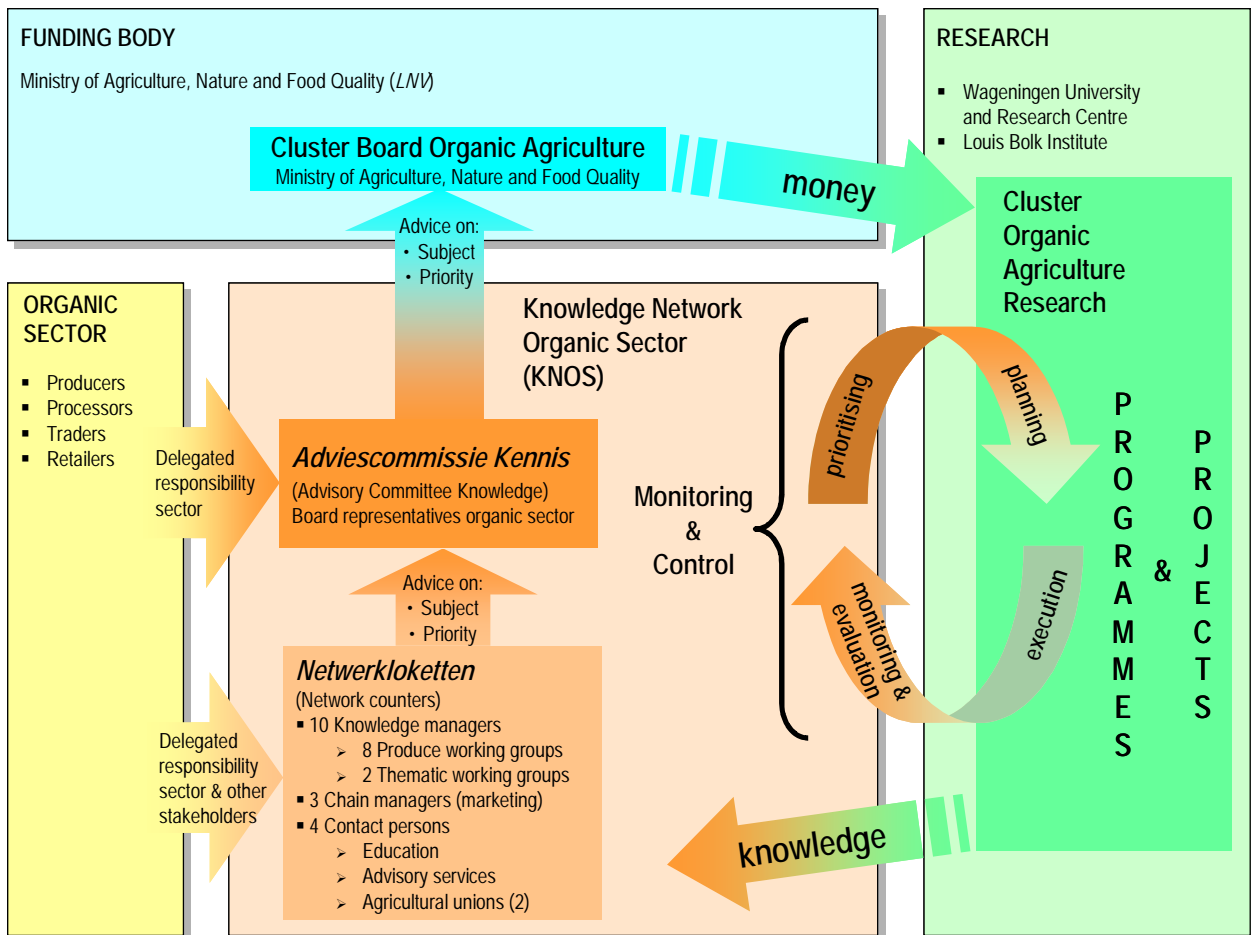 FUNDING BODY
Ministry of Agriculture, Nature and Food Quality (LNV)
Cluster Board Organic Agriculture
Ministry of Agriculture, Nature and Food Quality
money
RESEARCH
▪ Wageningen University
and Research Centre
▪ Louis Bolk Institute
Cluster
Organic
Agriculture
Research
PROGRAMMES
&
PROJECTS
Advice on:
• Subject
• Priority
ORGANIC
SECTOR
▪ Producers
▪ Processors
▪ Traders
▪ Retailers
Delegated
responsibility
sector
Delegated
responsibility
sector & other
stakeholders
Knowledge Network
Organic Sector
(KNOS)
Adviescommissie Kennis
(Advisory Committee Knowledge)
Board representatives organic sector
Advice on:
• Subject
• Priority
Netwerkloketten
(Network counters)
▪ 10 Knowledge managers
➢ 8 Produce working groups
➢ 2 Thematic working groups
▪ 3 Chain managers (marketing)
▪ 4 Contact persons
➢ Education
➢ Advisory services
➢ Agricultural unions (2)
Monitoring
&
Control
prioritising
planning
execution
monitoring &
evaluation
knowledge